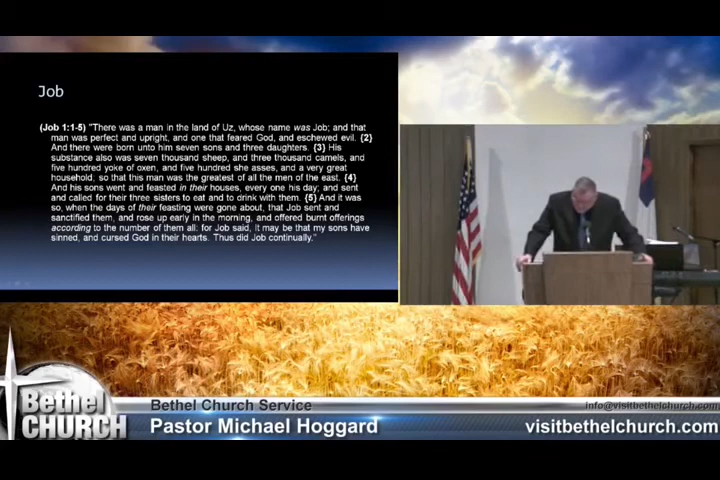 Job
(Job 1:1-5) "There was a man in the land of Uz, whose name was Job; and that
man was perfect and upright, and one that feared God, and eschewed evil. {2}
And there were born unto him seven sons and three daughters. {3} His
substance also was seven thousand sheep, and three thousand camels, and
five hundred yoke of oxen, and five hundred she asses, and a very great
household; so that this man was the greatest of all the men of the east. {4}
And his sons went and feasted in their houses, every one his day; and sent
and called for their three sisters to eat and to drink with them. {5} And it was
so, when the days of their feasting were gone about, that Job sent and
sanctified them, and rose up early in the morning, and offered burnt offerings
according to the number of them all: for Job said, It may be that my sons have
sinned, and cursed God in their hearts. Thus did Job continually."
Bethel
CHURCH
Bethel Church Service
info@visitbethelchurch.com
Pastor Michael Hoggard
visitbethelchurch.com